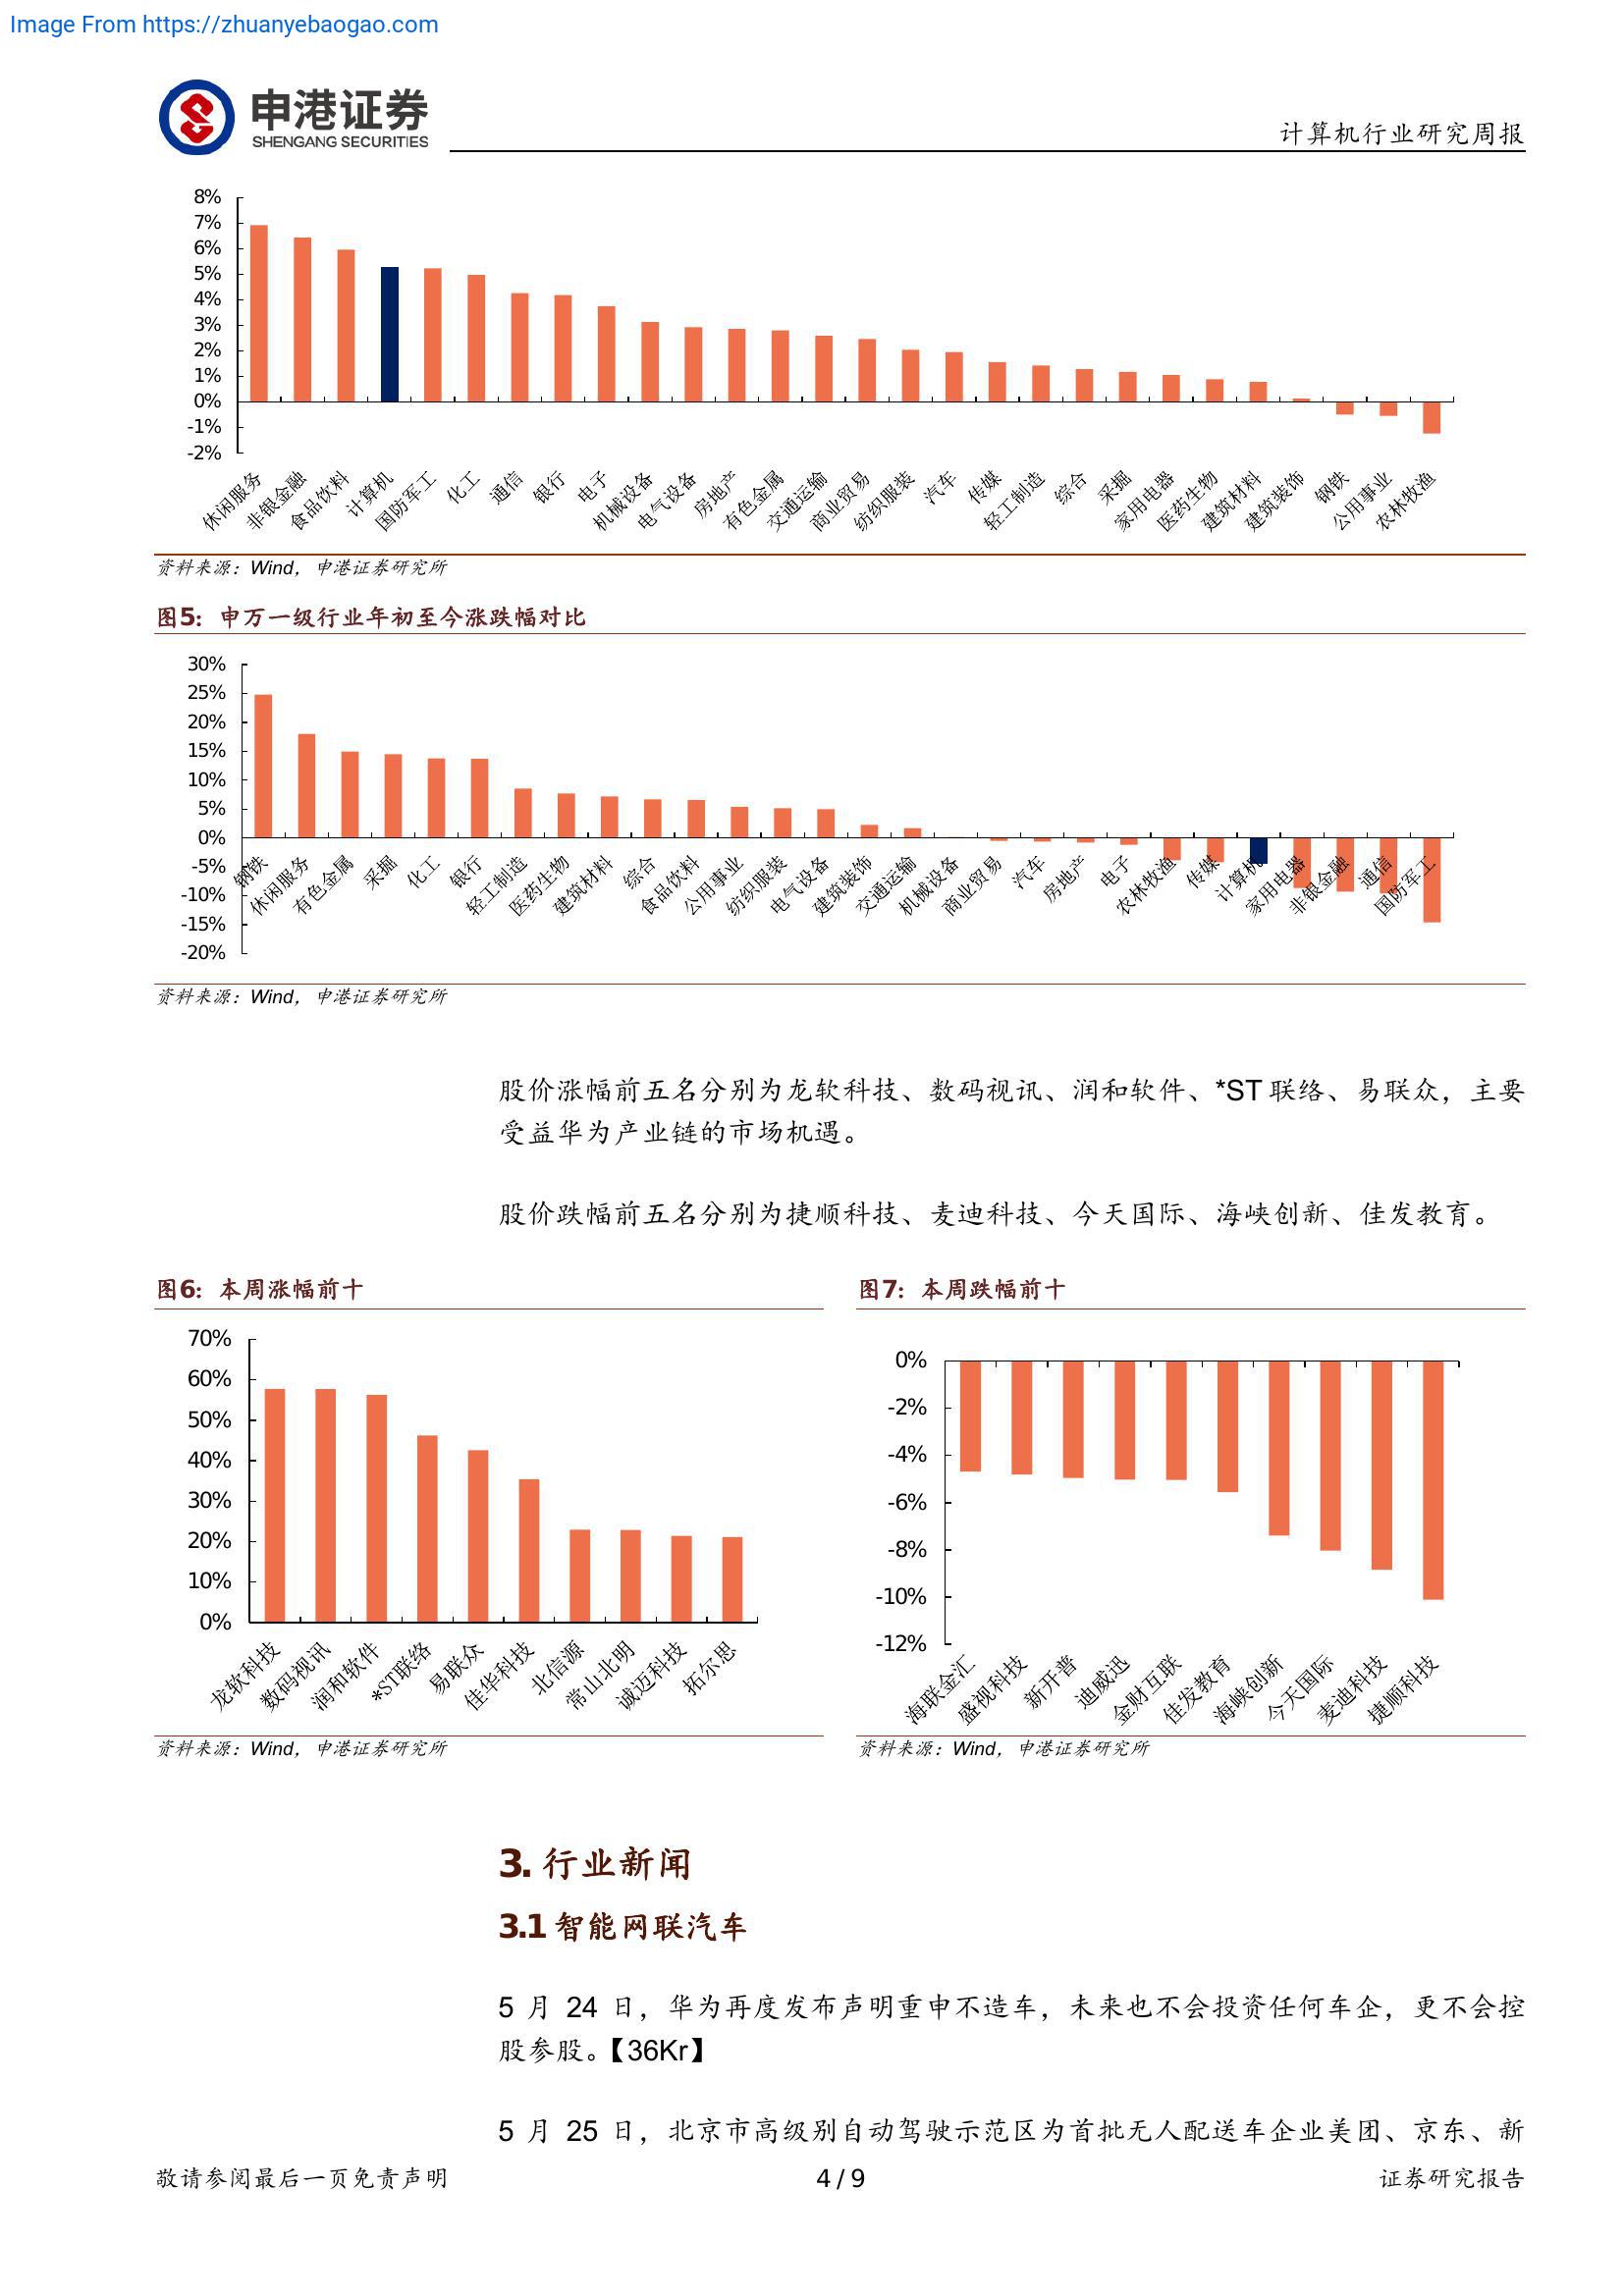 Image From https://zhuanyebaogao.com
申港证券
SHENGANG SECURITIES
计算机行业研究周报
8%
7%
6%
5%
4%
3%
2%
1%
0%
-1%
-2%
休闲服务 非银金融 食品饮料 计算机 国防军工 化工 通信 银行 电子 机械设备 电气设备 房地产 有色金属 交通运输 商业贸易 纺织服装 汽车 传媒 轻工制造 综合 采掘 家用电器 医药生物 建筑材料 建筑装饰 钢铁 公用事业 农林牧渔
资料来源：Wind，申港证券研究所
图5：申万一级行业年初至今涨跌幅对比
30%
25%
20%
15%
10%
5%
0%
-5%
-10%
-15%
-20%
钢铁 休闲服务 有色金属 采掘 化工 银行 轻工制造 医药生物 建筑材料 综合 食品饮料 公用事业 纺织服装 电气设备 建筑装饰 交通运输 机械设备 商业贸易 汽车 房地产 电子 农林牧渔 传媒 计算机 家用电器 非银金融 通信 国防军工
资料来源：Wind，申港证券研究所
股价涨幅前五名分别为龙软科技、数码视讯、润和软件、*ST联络、易联众，主要
受益华为产业链的市场机遇。
股价跌幅前五名分别为捷顺科技、麦迪科技、今天国际、海峡创新、佳发教育。
图6：本周涨幅前十
70%
60%
50%
40%
30%
20%
10%
0%
龙软科技 数码视讯 润和软件 *ST联络 易联众 佳华科技 北信源 常山北明 诚迈科技 拓尔思
资料来源：Wind，申港证券研究所
图7：本周跌幅前十
0%
-2%
-4%
-6%
-8%
-10%
-12%
海联金汇 盛视科技 新开普 迪威迅 金财互联 佳发教育 海峡创新 今天国际 麦迪科技 捷顺科技
资料来源：Wind，申港证券研究所
3. 行业新闻
3.1 智能网联汽车
5 月 24 日，华为再度发布声明重申不造车，未来也不会投资任何车企，更不会控
股参股。【36Kr】
5 月 25 日，北京市高级别自动驾驶示范区为首批无人配送车企业美团、京东、新
敬请参阅最后一页免责声明
4 / 9
证券研究报告